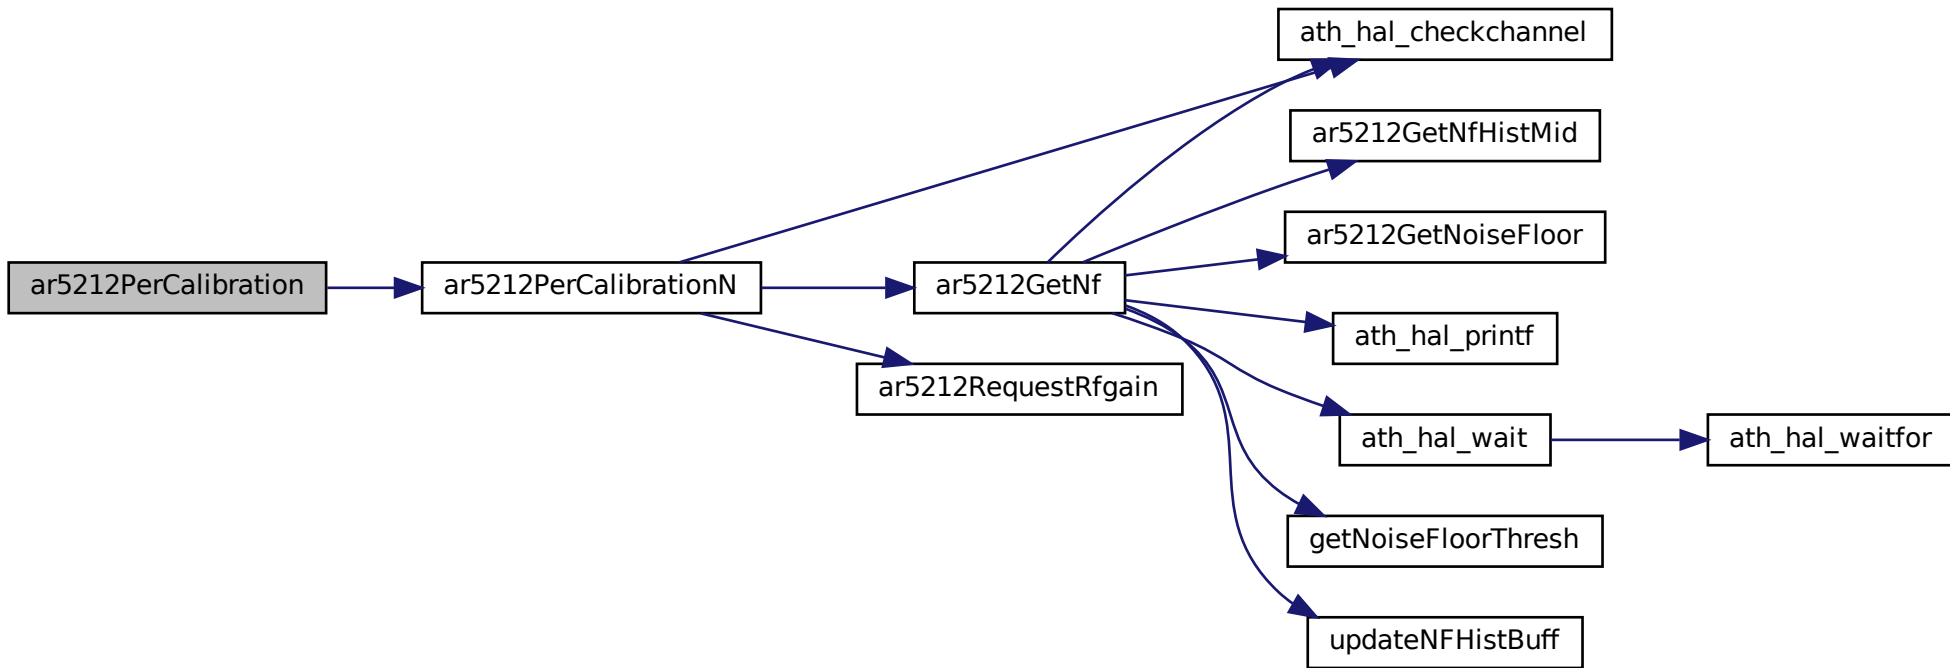 ar5212PerCalibration
ar5212PerCalibrationN
ar5212GetNf
ar5212RequestRfgain
ath_hal_checkchannel
ar5212GetNfHistMid
ar5212GetNoiseFloor
ath_hal_printf
ath_hal_wait
ath_hal_waitfor
getNoiseFloorThresh
updateNFHistBuff